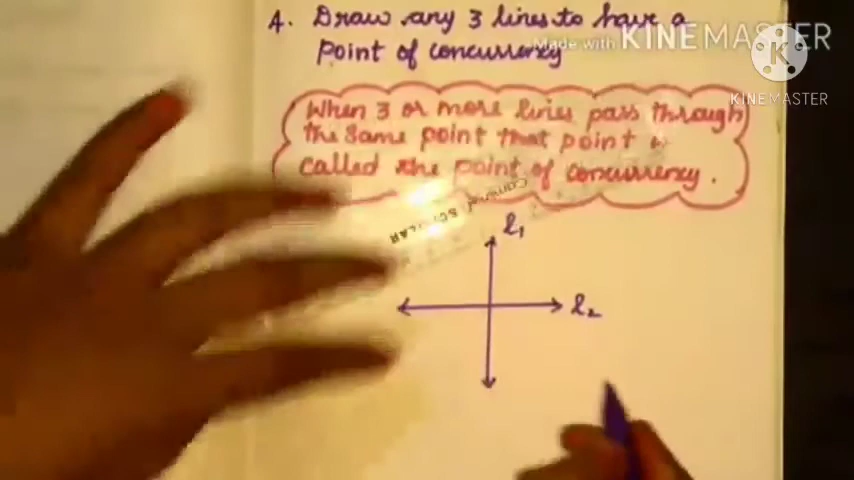 4. Draw any 3 lines to have a
point of concurrency
Made with KINEMASTER
K
KINEMASTER
When 3 or more lines pass through
the same point that point is
called the point of concurrency.
l₁
l₂